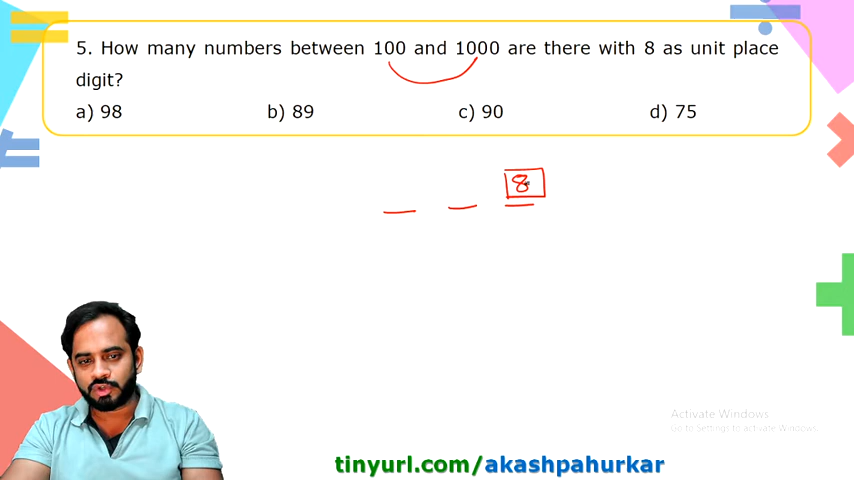 5. How many numbers between 100 and 1000 are there with 8 as unit place
digit?
a) 98 b) 89 c) 90 d) 75
8
Activate Windows
Go to Settings to activate Windows.
tinyurl.com/akashpahurkar